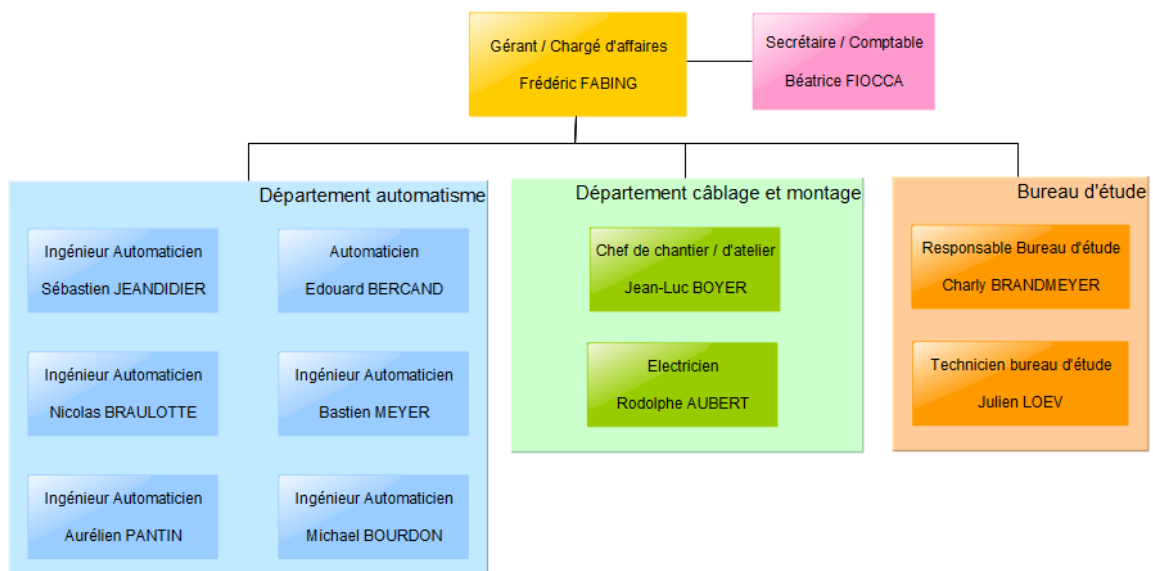 Gérant / Chargé d'affaires
Frédéric FABING
Secrétaire / Comptable
Béatrice FIOCCA
Département automatisme
Ingénieur Automaticien
Sébastien JEANDIDIER
Automaticien
Edouard BERCAND
Ingénieur Automaticien
Nicolas BRAULOTTE
Ingénieur Automaticien
Bastien MEYER
Ingénieur Automaticien
Aurélien PANTIN
Ingénieur Automaticien
Michael BOURDON
Département câblage et montage
Chef de chantier / d'atelier
Jean-Luc BOYER
Electricien
Rodolphe AUBERT
Bureau d'étude
Responsable Bureau d'étude
Charly BRANDMEYER
Technicien bureau d'étude
Julien LOEV